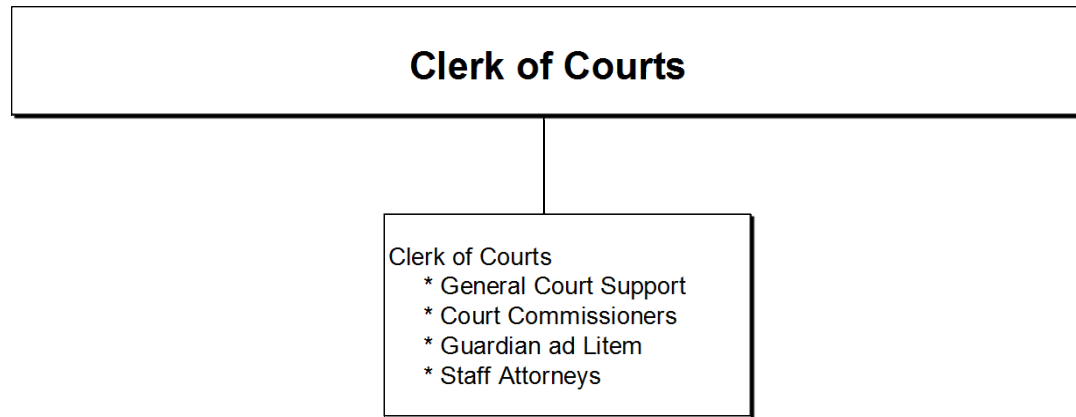 Clerk of Courts
Clerk of Courts
* General Court Support
* Court Commissioners
* Guardian ad Litem
* Staff Attorneys